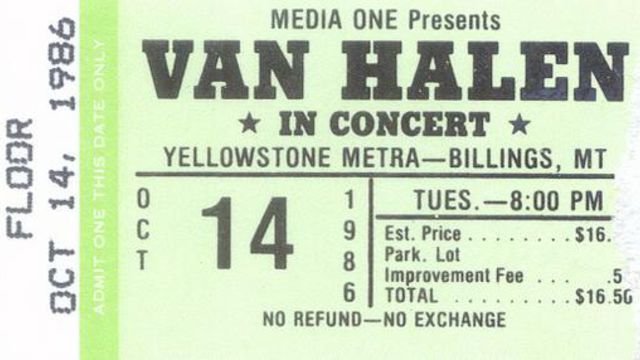 FLOOR
OCT 14, 1986
ADMIT ONE THIS DATE ONLY
MEDIA ONE Presents
VAN HALEN
★ IN CONCERT ★
YELLOWSTONE METRA—BILLINGS, MT
OCT
14
1986
TUES.—8:00 PM
Est. Price . . . . . . . . $16.
Park. Lot
Improvement Fee . . . .5
TOTAL . . . . . . . . . . $16.50
NO REFUND—NO EXCHANGE